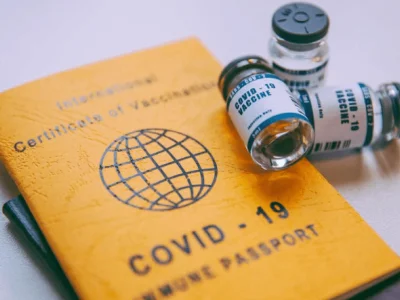 International
Certificate of Vaccination
COVID - 19
IMMUNE PASSPORT
COVID - 19
VACCINE
COVID - 19
VACCINE